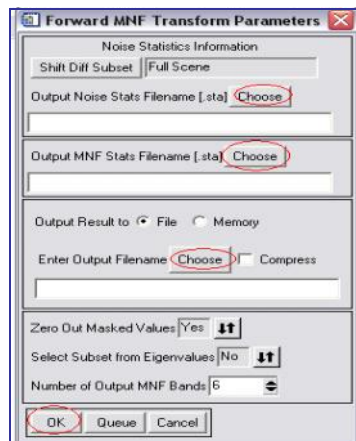 Forward MNF Transform Parameters
Noise Statistics Information
Shift Diff Subset Full Scene
Output Noise Stats Filename [.sta] Choose
Output MNF Stats Filename [.sta] Choose
Output Result to File Memory
Enter Output Filename Choose Compress
Zero Out Masked Values Yes
Select Subset from Eigenvalues No
Number of Output MNF Bands 6
OK Queue Cancel